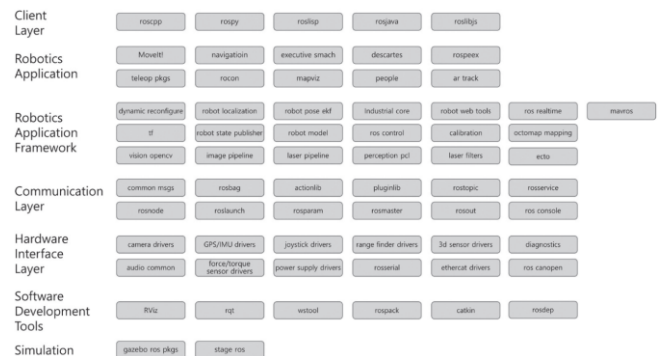 Client
Layer
roscpp rospy roslisp rosjava roslibjs
Robotics
Application
MoveIt! navigatioin executive smach descartes rospeex
teleop pkgs rocon mapviz people ar track
Robotics
Application
Framework
dynamic reconfigure robot localization robot pose ekf Industrial core robot web tools ros realtime mavros
tf robot state publisher robot model ros control calibration octomap mapping
vision opencv image pipeline laser pipeline perception pcl laser filters ecto
Communication
Layer
common msgs rosbag actionlib pluginlib rostopic rosservice
rosnode roslaunch rosparam rosmaster rosout ros console
Hardware
Interface
Layer
camera drivers GPS/IMU drivers joystick drivers range finder drivers 3d sensor drivers diagnostics
audio common force/torque sensor drivers power supply drivers rosserial ethercat drivers ros canopen
Software
Development
Tools
RViz rqt wstool rospack catkin rosdep
Simulation
gazebo ros pkgs stage ros